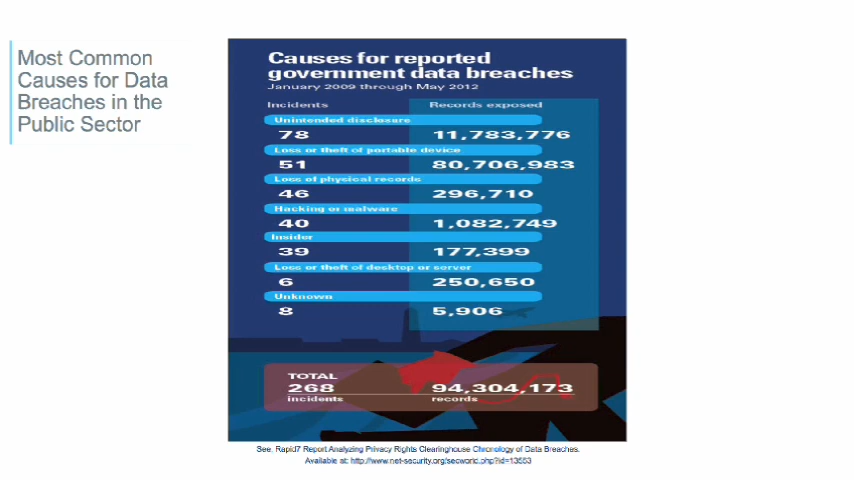 Most Common
Causes for Data
Breaches in the
Public Sector
Causes for reported
government data breaches
January 2009 through May 2012
Incidents Records exposed
Unintended disclosure
78 11,783,776
Loss or theft of portable device
51 80,706,983
Loss of physical records
46 296,710
Hacking or malware
40 1,082,749
Insider
39 177,399
Loss or theft of desktop or server
6 250,650
Unknown
8 5,906
TOTAL
268 94,304,173
incidents records
See, Rapid7 Report Analyzing Privacy Rights Clearinghouse Chronology of Data Breaches.
Available at: http://www.net-security.org/secworld.php?id=13553